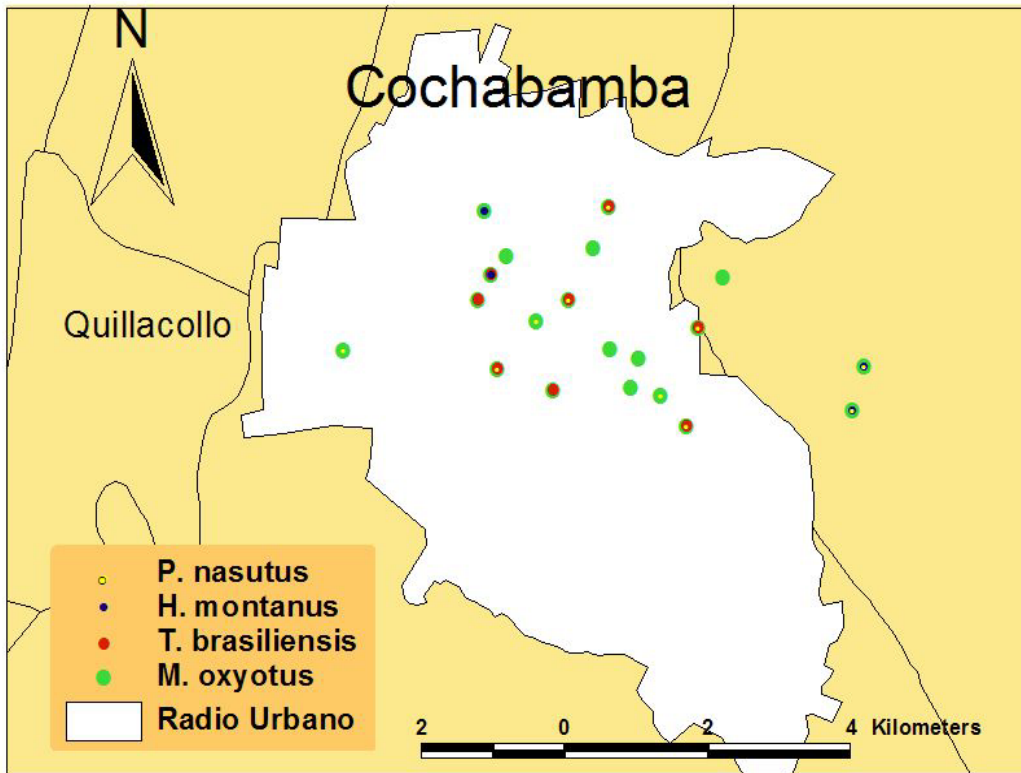 N
Cochabamba
Quillacollo
P. nasutus
H. montanus
T. brasiliensis
M. oxyotus
Radio Urbano
2 0 2 4 Kilometers